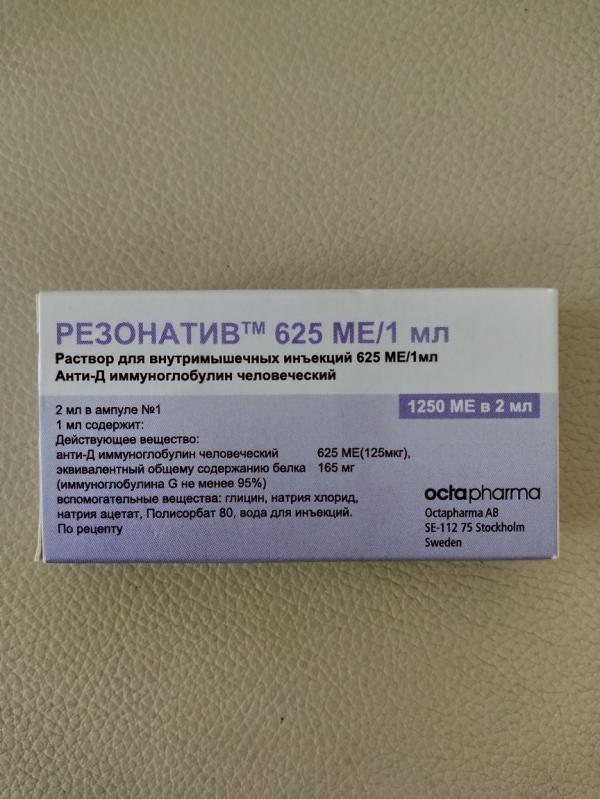 РЕЗОНАТИВ™ 625 МЕ/1 мл
Раствор для внутримышечных инъекций 625 МЕ/1мл
Анти-Д иммуноглобулин человеческий
1250 МЕ в 2 мл
2 мл в ампуле №1
1 мл содержит:
Действующее вещество:
анти-Д иммуноглобулин человеческий 625 МЕ(125мкг),
эквивалентный общему содержанию белка 165 мг
(иммуноглобулина G не менее 95%)
вспомогательные вещества: глицин, натрия хлорид,
натрия ацетат, Полисорбат 80, вода для инъекций.
По рецепту
octapharma
Octapharma AB
SE-112 75 Stockholm
Sweden